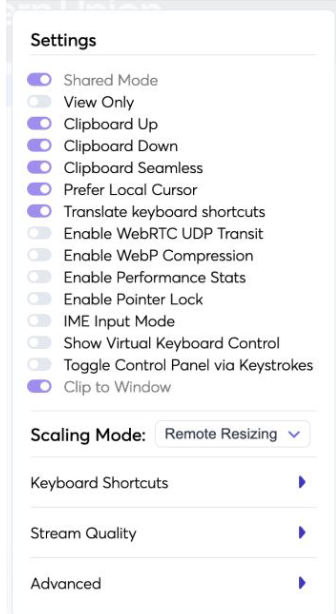 Settings
Shared Mode
View Only
Clipboard Up
Clipboard Down
Clipboard Seamless
Prefer Local Cursor
Translate keyboard shortcuts
Enable WebRTC UDP Transit
Enable WebP Compression
Enable Performance Stats
Enable Pointer Lock
IME Input Mode
Show Virtual Keyboard Control
Toggle Control Panel via Keystrokes
Clip to Window
Scaling Mode: Remote Resizing
Keyboard Shortcuts
Stream Quality
Advanced